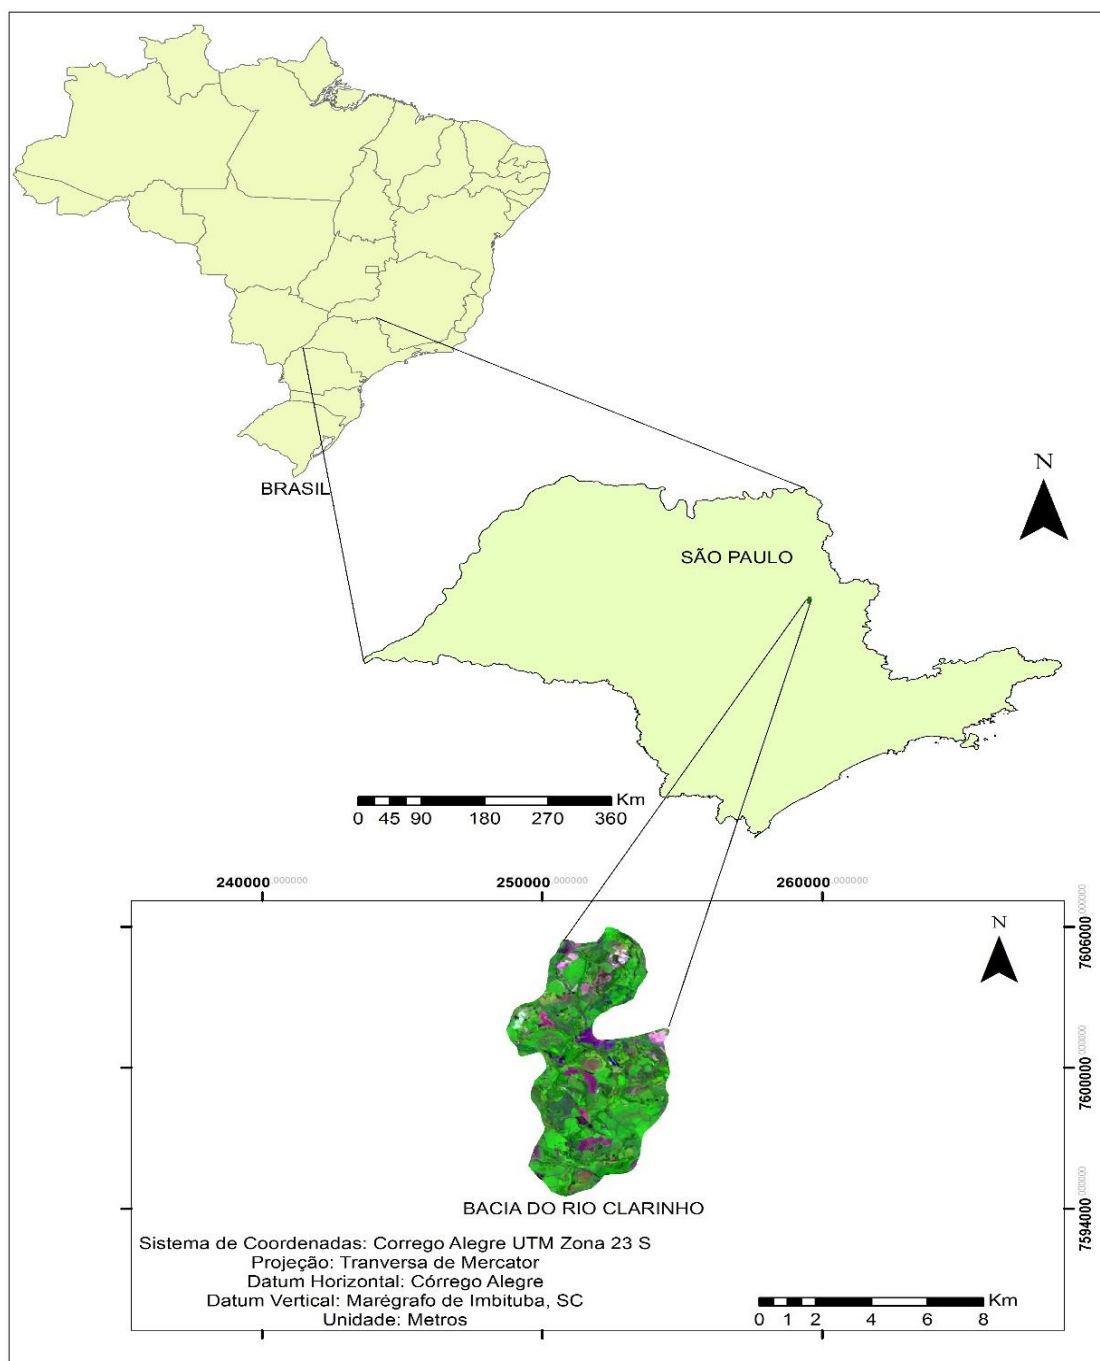 BRASIL
N
SÃO PAULO
Km
0 45 90 180 270 360
240000.000000 250000.000000 260000.000000
N
7606000.000000
7600000.000000
7594000.000000
BACIA DO RIO CLARINHO
Sistema de Coordenadas: Corrego Alegre UTM Zona 23 S
Projeção: Tranversa de Mercator
Datum Horizontal: Córrego Alegre
Datum Vertical: Marégrafo de Imbituba, SC
Unidade: Metros
Km
0 1 2 4 6 8